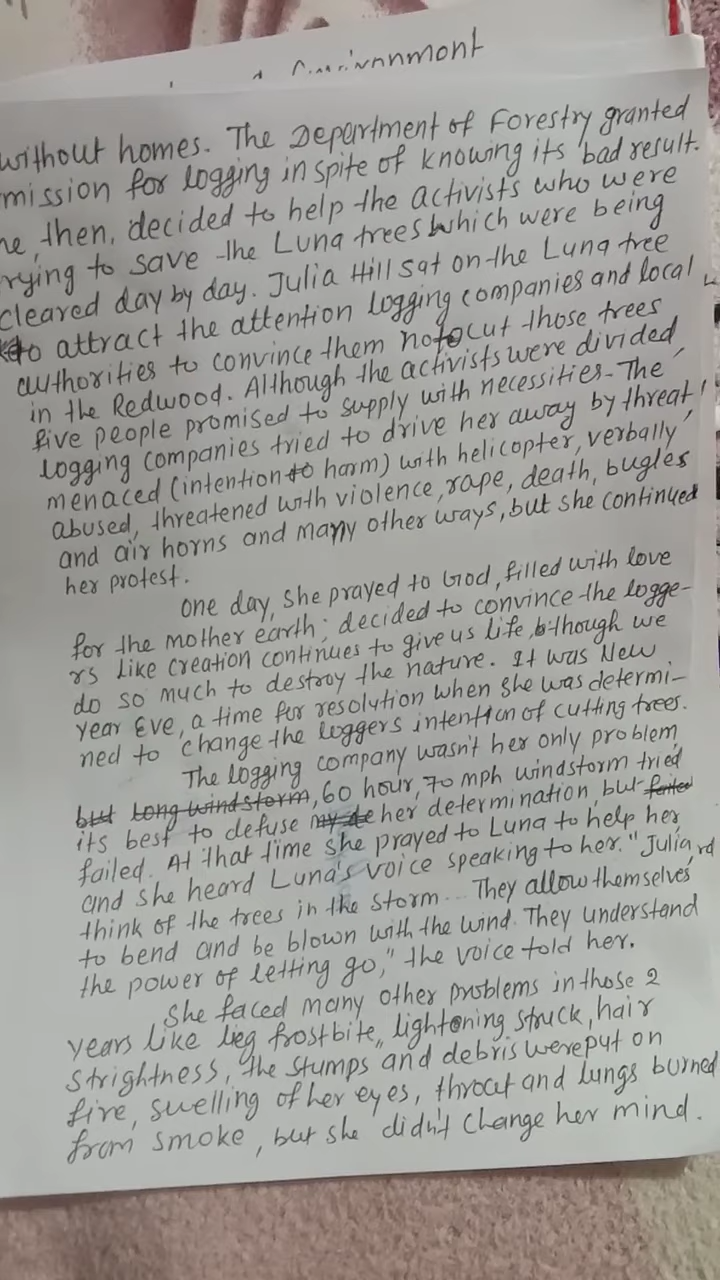 without homes. The Department of Forestry granted
mission for logging in spite of knowing its bad result.
he, then, decided to help the activists who were
rying to save the Luna trees which were being
cleared day by day. Julia Hill sat on the Luna tree
to attract the attention logging companies and local
authorities to convince them not to cut those trees
in the Redwood. Although the activists were divided
five people promised to supply with necessities. The
logging companies tried to drive her away by threat,
menaced (intention to harm) with helicopter, verbally
abused, threatened with violence, rape, death, bugles
and air horns and many other ways, but she continued
her protest.
One day, she prayed to God, filled with love
for the mother earth; decided to convince the logge-
rs like creation continues to give us life, though we
do so much to destroy the nature. It was New
year Eve, a time for resolution when she was determi-
ned to change the loggers intention of cutting trees.
The logging company wasn't her only problem
but long windstorm, 60 hour, 70 mph windstorm tried
its best to defuse her determination but failed
failed. At that time she prayed to Luna to help her
and she heard Luna's voice speaking to her. "Julia,
think of the trees in the storm... They allow themselves
to bend and be blown with the wind. They understand
the power of letting go," the voice told her.
She faced many other problems in those 2
years like leg frostbite, lightening struck, hair
strightness, the stumps and debris were put on
fire, swelling of her eyes, throat and lungs burned
from smoke, but she didn't change her mind.